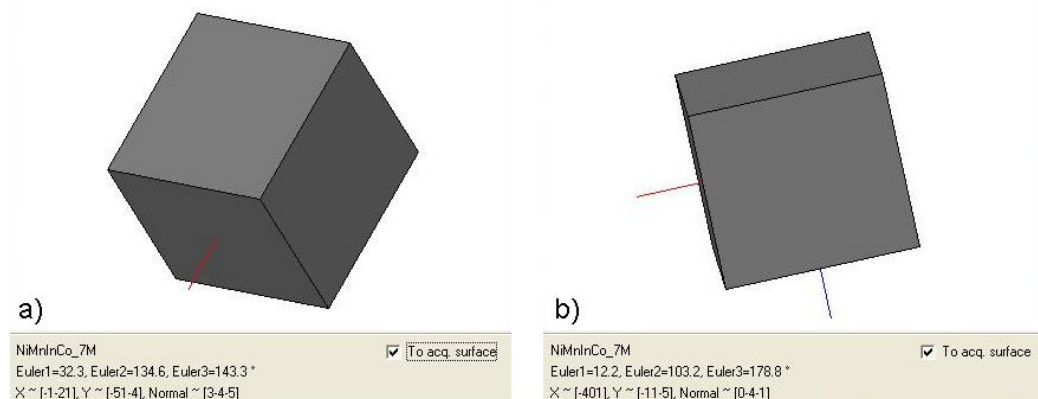 a)
NiMnInCo_7M
To acq. surface
Euler1=32.3, Euler2=134.6, Euler3=143.3 °
X ~ [-1-21], Y ~ [-51-4], Normal ~ [3-4-5]
b)
NiMnInCo_7M
To acq. surface
Euler1=12.2, Euler2=103.2, Euler3=178.8 °
X ~ [-401], Y ~ [-11-5], Normal ~ [0-4-1]